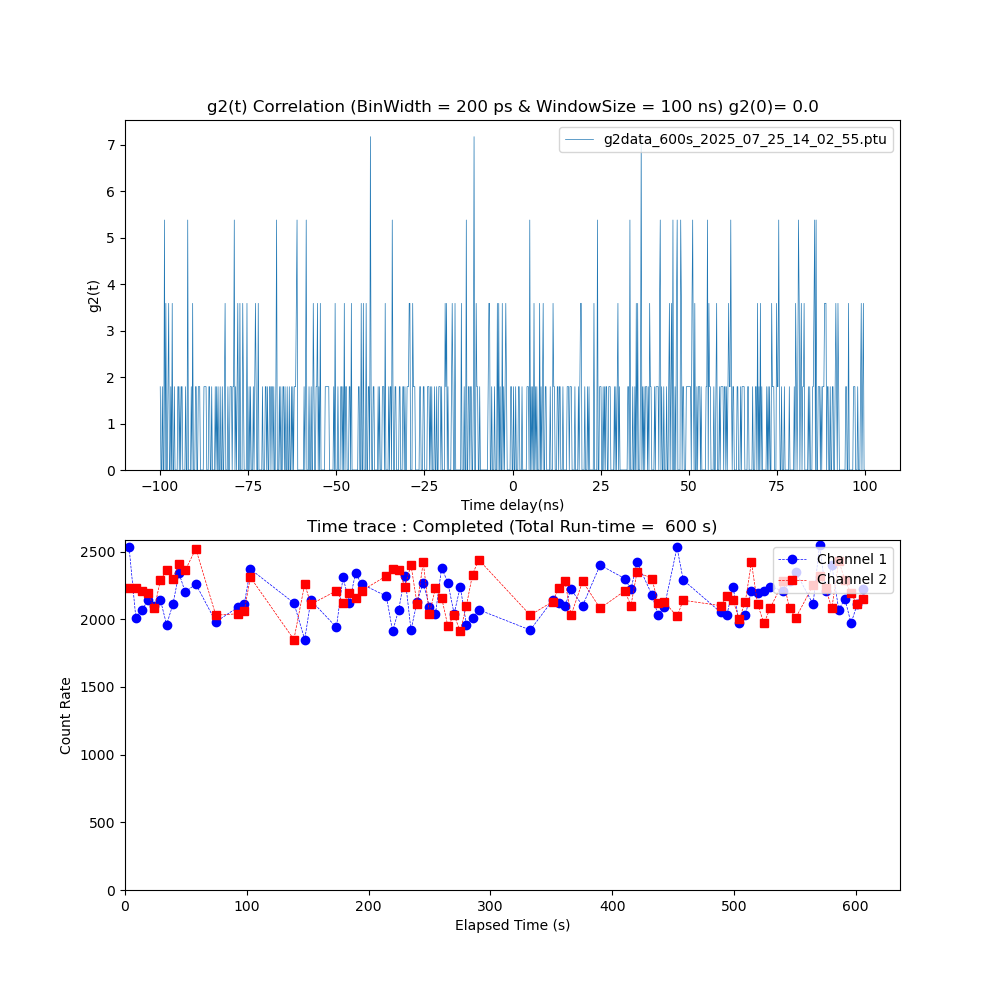 g2(t) Correlation (BinWidth = 200 ps & WindowSize = 100 ns) g2(0)= 0.0
g2data_600s_2025_07_25_14_02_55.ptu
7
6
5
4
3
2
1
0
g2(t)
−100 −75 −50 −25 0 25 50 75 100
Time delay(ns)
Time trace : Completed (Total Run-time =  600 s)
Channel 1
Channel 2
2500
2000
1500
1000
500
0
Count Rate
0 100 200 300 400 500 600
Elapsed Time (s)